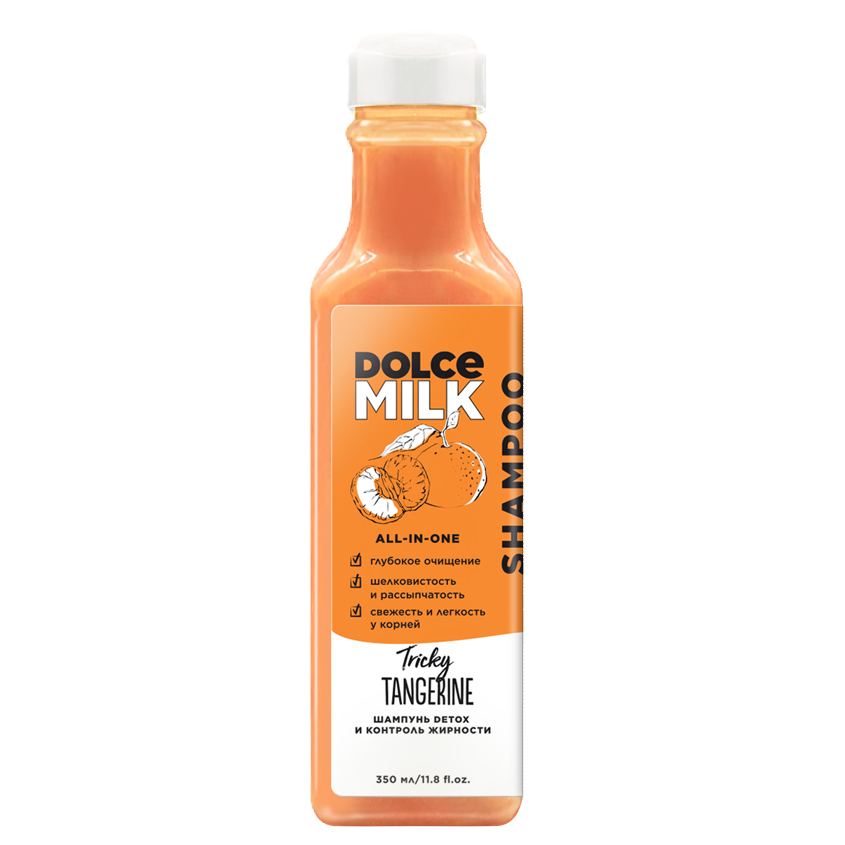 DOLCE
MILK
SHAMPOO
ALL-IN-ONE
глубокое очищение
шелковистость
и рассыпчатость
свежесть и легкость
у корней
Tricky
TANGERINE
ШАМПУНЬ DETOX
И КОНТРОЛЬ ЖИРНОСТИ
350 мл/11.8 fl.oz.